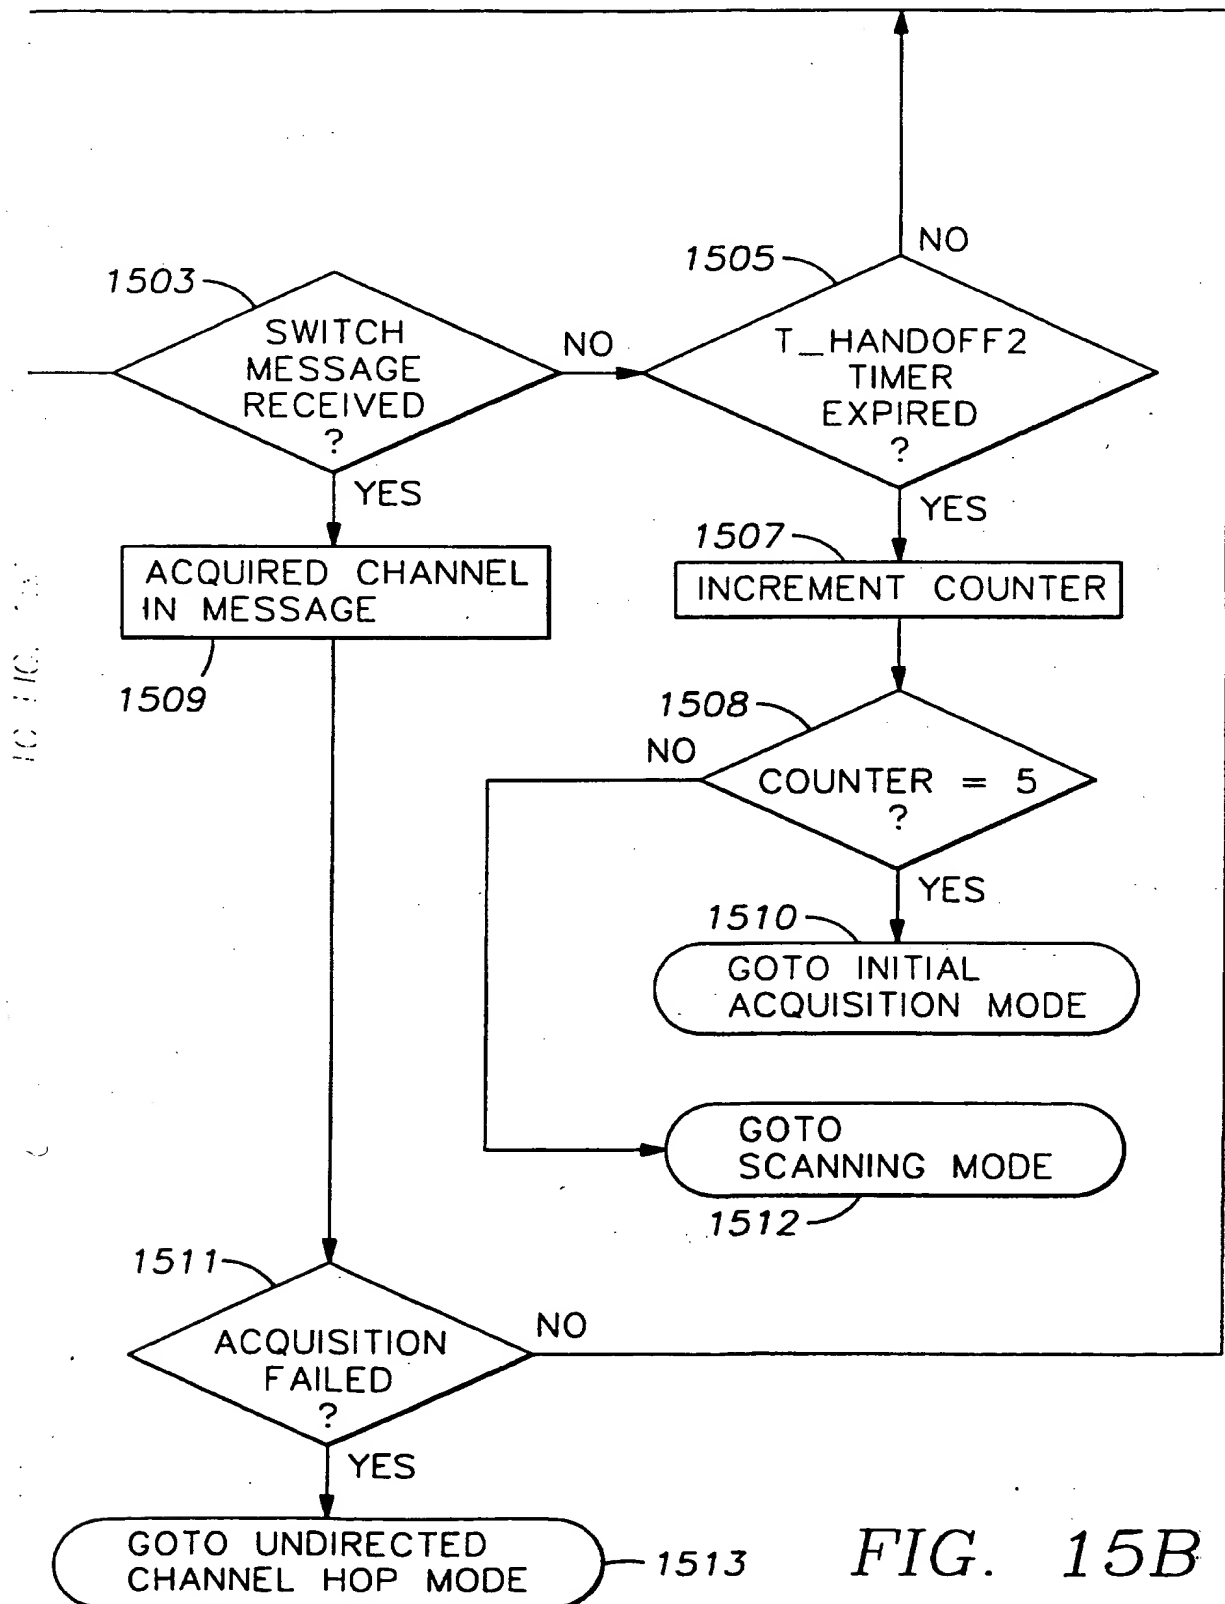 NO
1503
1505
SWITCH
MESSAGE
RECEIVED
?
NO
T_HANDOFF2
TIMER
EXPIRED
?
YES
YES
1507
ACQUIRED CHANNEL
IN MESSAGE
INCREMENT COUNTER
1509
1508
NO
COUNTER = 5
?
YES
1510
GOTO INITIAL
ACQUISITION MODE
GOTO
SCANNING MODE
1512
1511
NO
ACQUISITION
FAILED
?
YES
GOTO UNDIRECTED
CHANNEL HOP MODE
1513
FIG. 15B